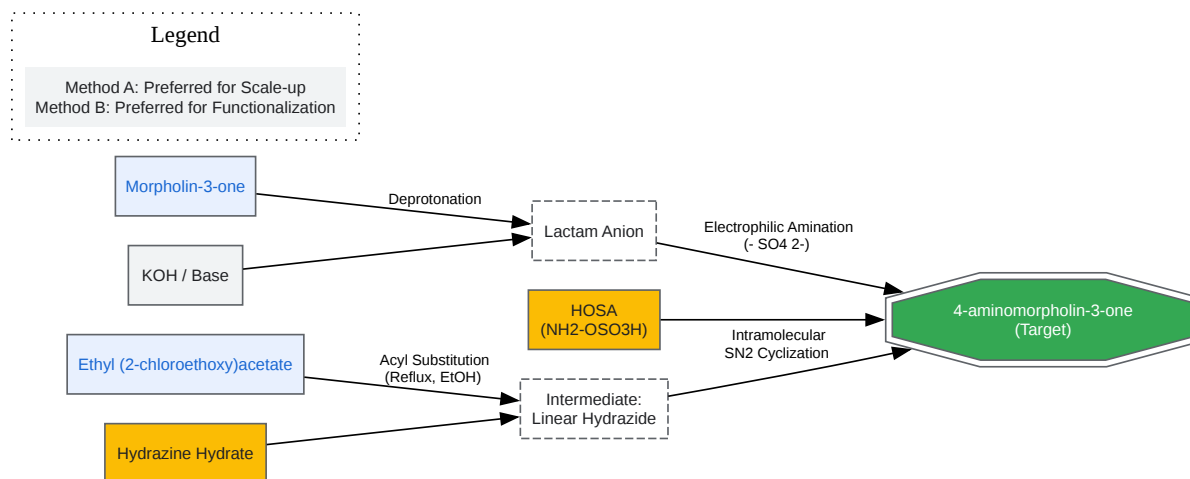 Legend
Method A: Preferred for Scale-up
Method B: Preferred for Functionalization
Morpholin-3-one
Deprotonation
KOH / Base
Lactam Anion
Electrophilic Amination
(- SO4 2-)
HOSA
(NH2-OSO3H)
4-aminomorpholin-3-one
(Target)
Ethyl (2-chloroethoxy)acetate
Acyl Substitution
(Reflux, EtOH)
Intramolecular
SN2 Cyclization
Intermediate:
Linear Hydrazide
Hydrazine Hydrate